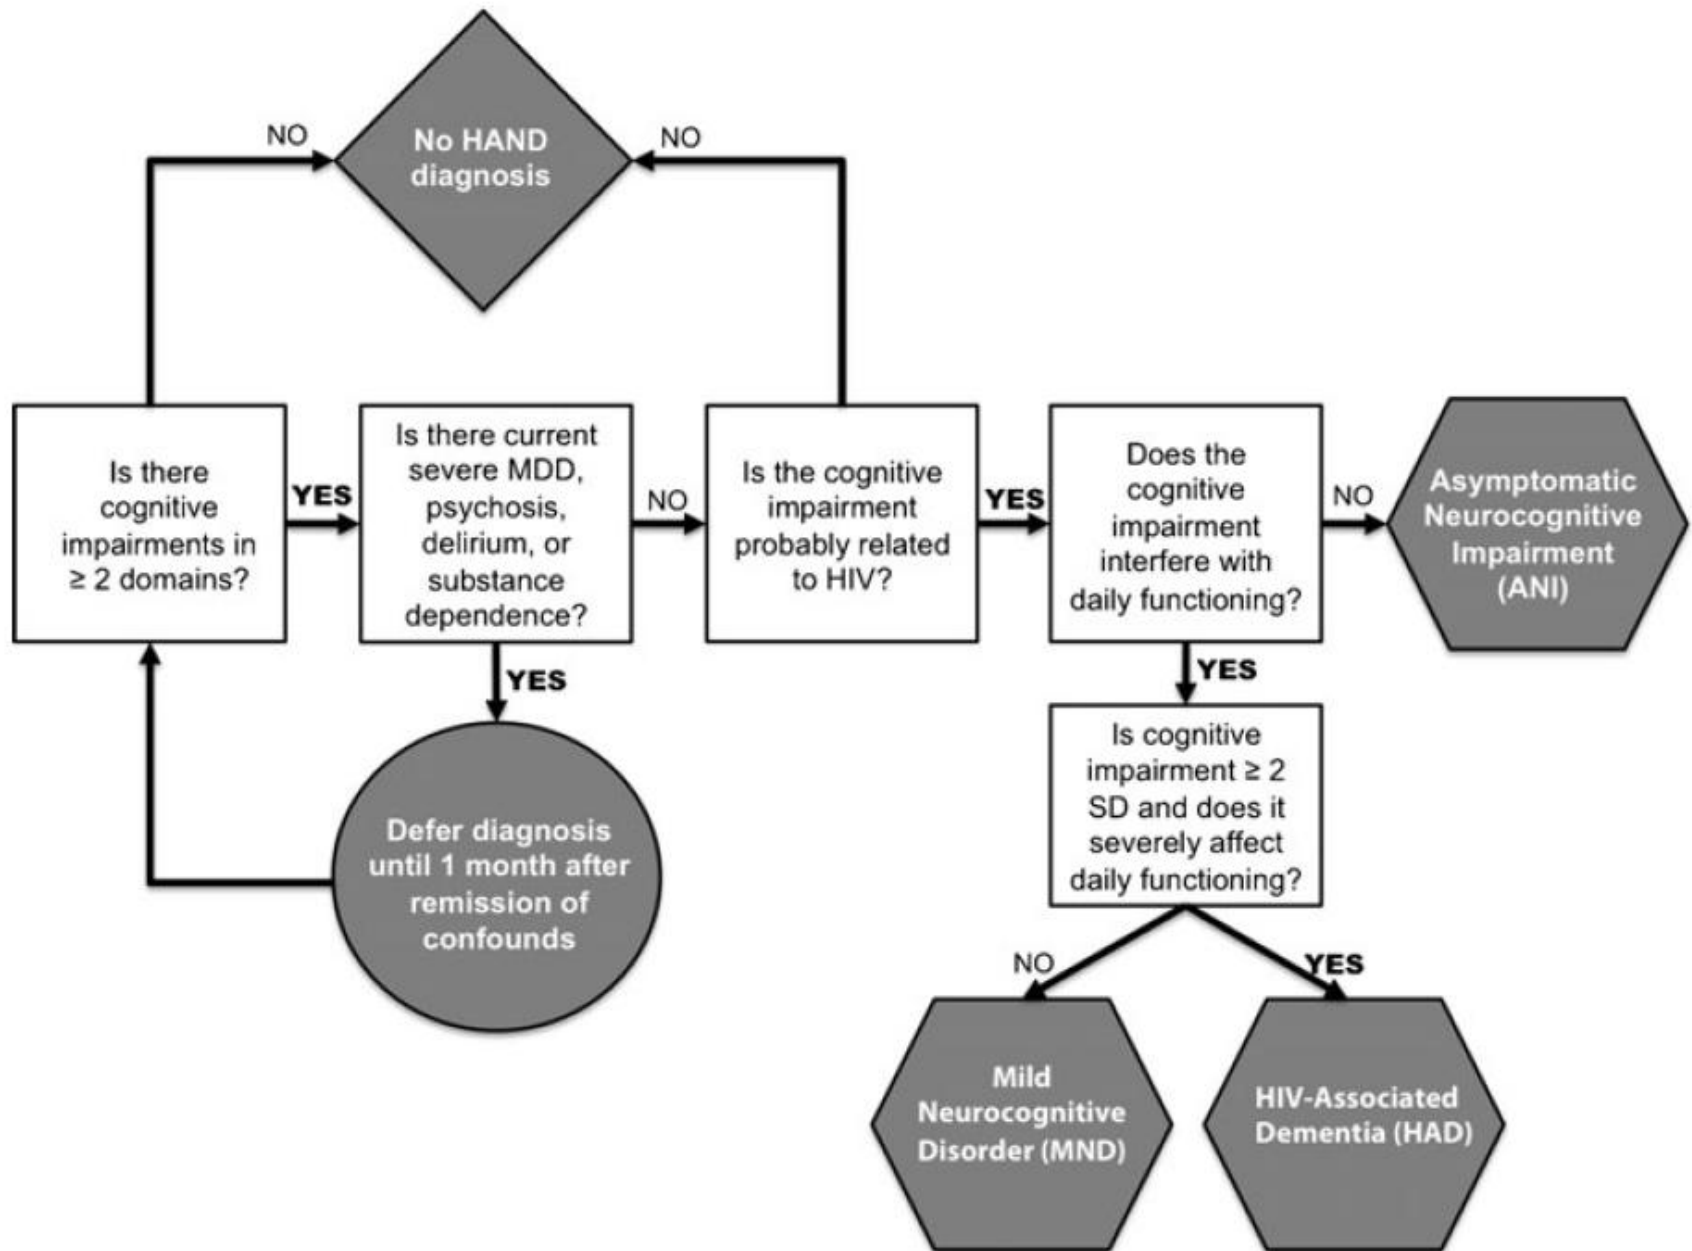 No HAND
diagnosis
NO
NO
Is there
cognitive
impairments in
≥ 2 domains?
YES
Is there current
severe MDD,
psychosis,
delirium, or
substance
dependence?
NO
Is the cognitive
impairment
probably related
to HIV?
YES
Does the
cognitive
impairment
interfere with
daily functioning?
NO
Asymptomatic
Neurocognitive
Impairment
(ANI)
YES
Defer diagnosis
until 1 month after
remission of
confounds
YES
Is cognitive
impairment ≥ 2
SD and does it
severely affect
daily functioning?
NO
YES
Mild
Neurocognitive
Disorder (MND)
HIV-Associated
Dementia (HAD)